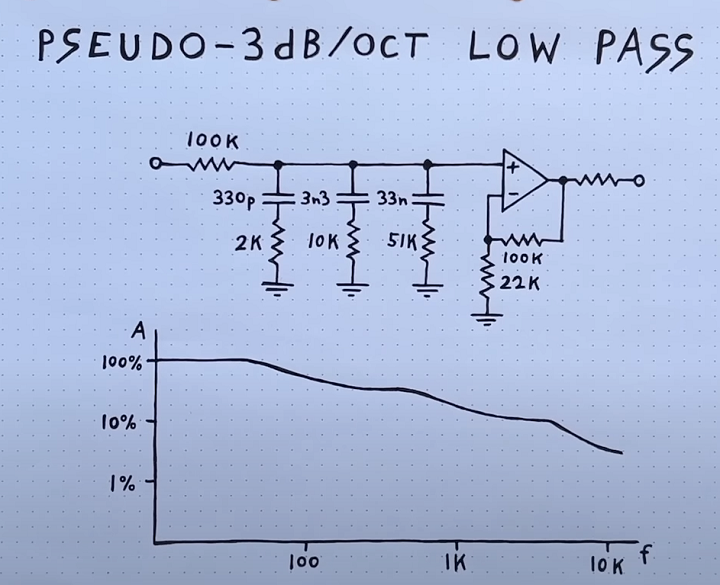 PSEUDO-3dB/OCT LOW PASS
100K
330p 3n3 33n
+
-
2K 10K 51K
100K
22K
A
100%
10%
1%
100 1K 10K f